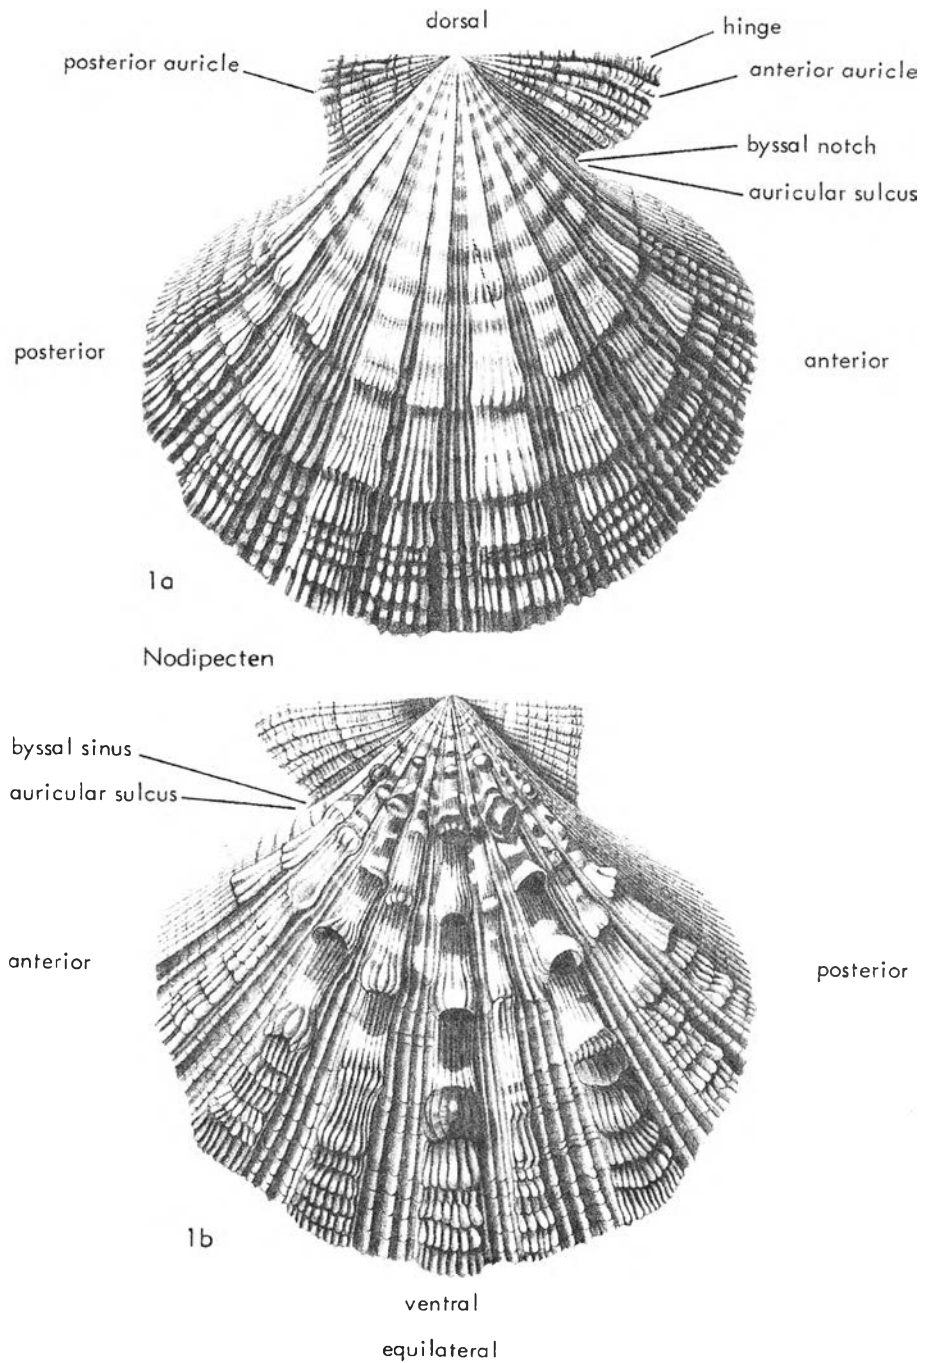 dorsal
hinge
posterior auricle
anterior auricle
byssal notch
auricular sulcus
posterior
anterior
1a
Nodipecten
byssal sinus
auricular sulcus
anterior
posterior
1b
ventral
equilateral